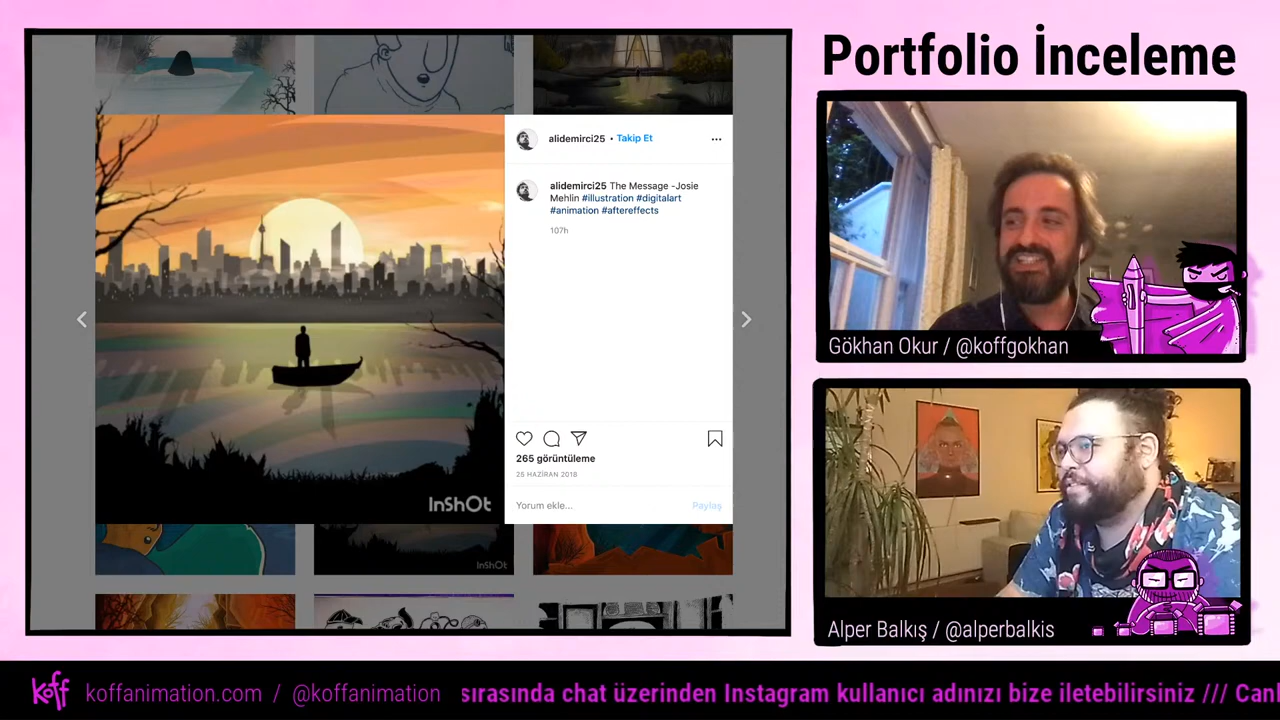 Portfolio İnceleme
alidemirci25 • Takip Et
alidemirci25 The Message -Josie
Mehlin #illustration #digitalart
#animation #aftereffects
107h
265 görüntüleme
25 HAZİRAN 2018
Yorum ekle...
Paylaş
InShOt
InShOt
Gökhan Okur / @koffgokhan
Alper Balkış / @alperbalkis
koff
koffanimation.com / @koffanimation
sırasında chat üzerinden Instagram kullanıcı adınızı bize iletebilirsiniz /// Canl